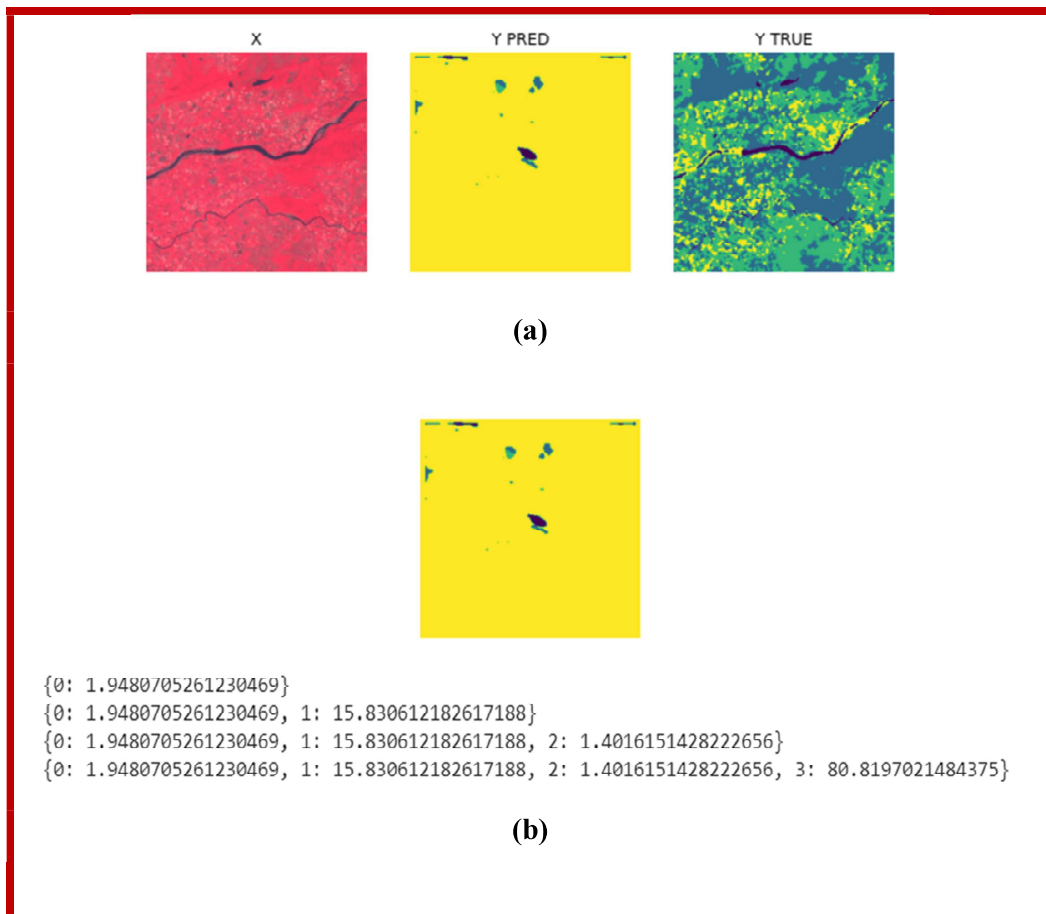 X Y PRED Y TRUE
(a)
{0: 1.9480705261230469}
{0: 1.9480705261230469, 1: 15.830612182617188}
{0: 1.9480705261230469, 1: 15.830612182617188, 2: 1.4016151428222656}
{0: 1.9480705261230469, 1: 15.830612182617188, 2: 1.4016151428222656, 3: 80.8197021484375}
(b)